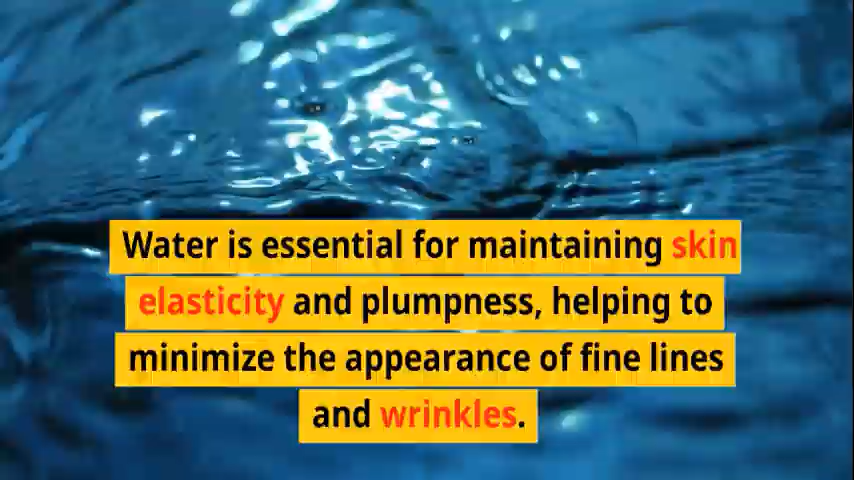 Water is essential for maintaining skin
elasticity and plumpness, helping to
minimize the appearance of fine lines
and wrinkles.